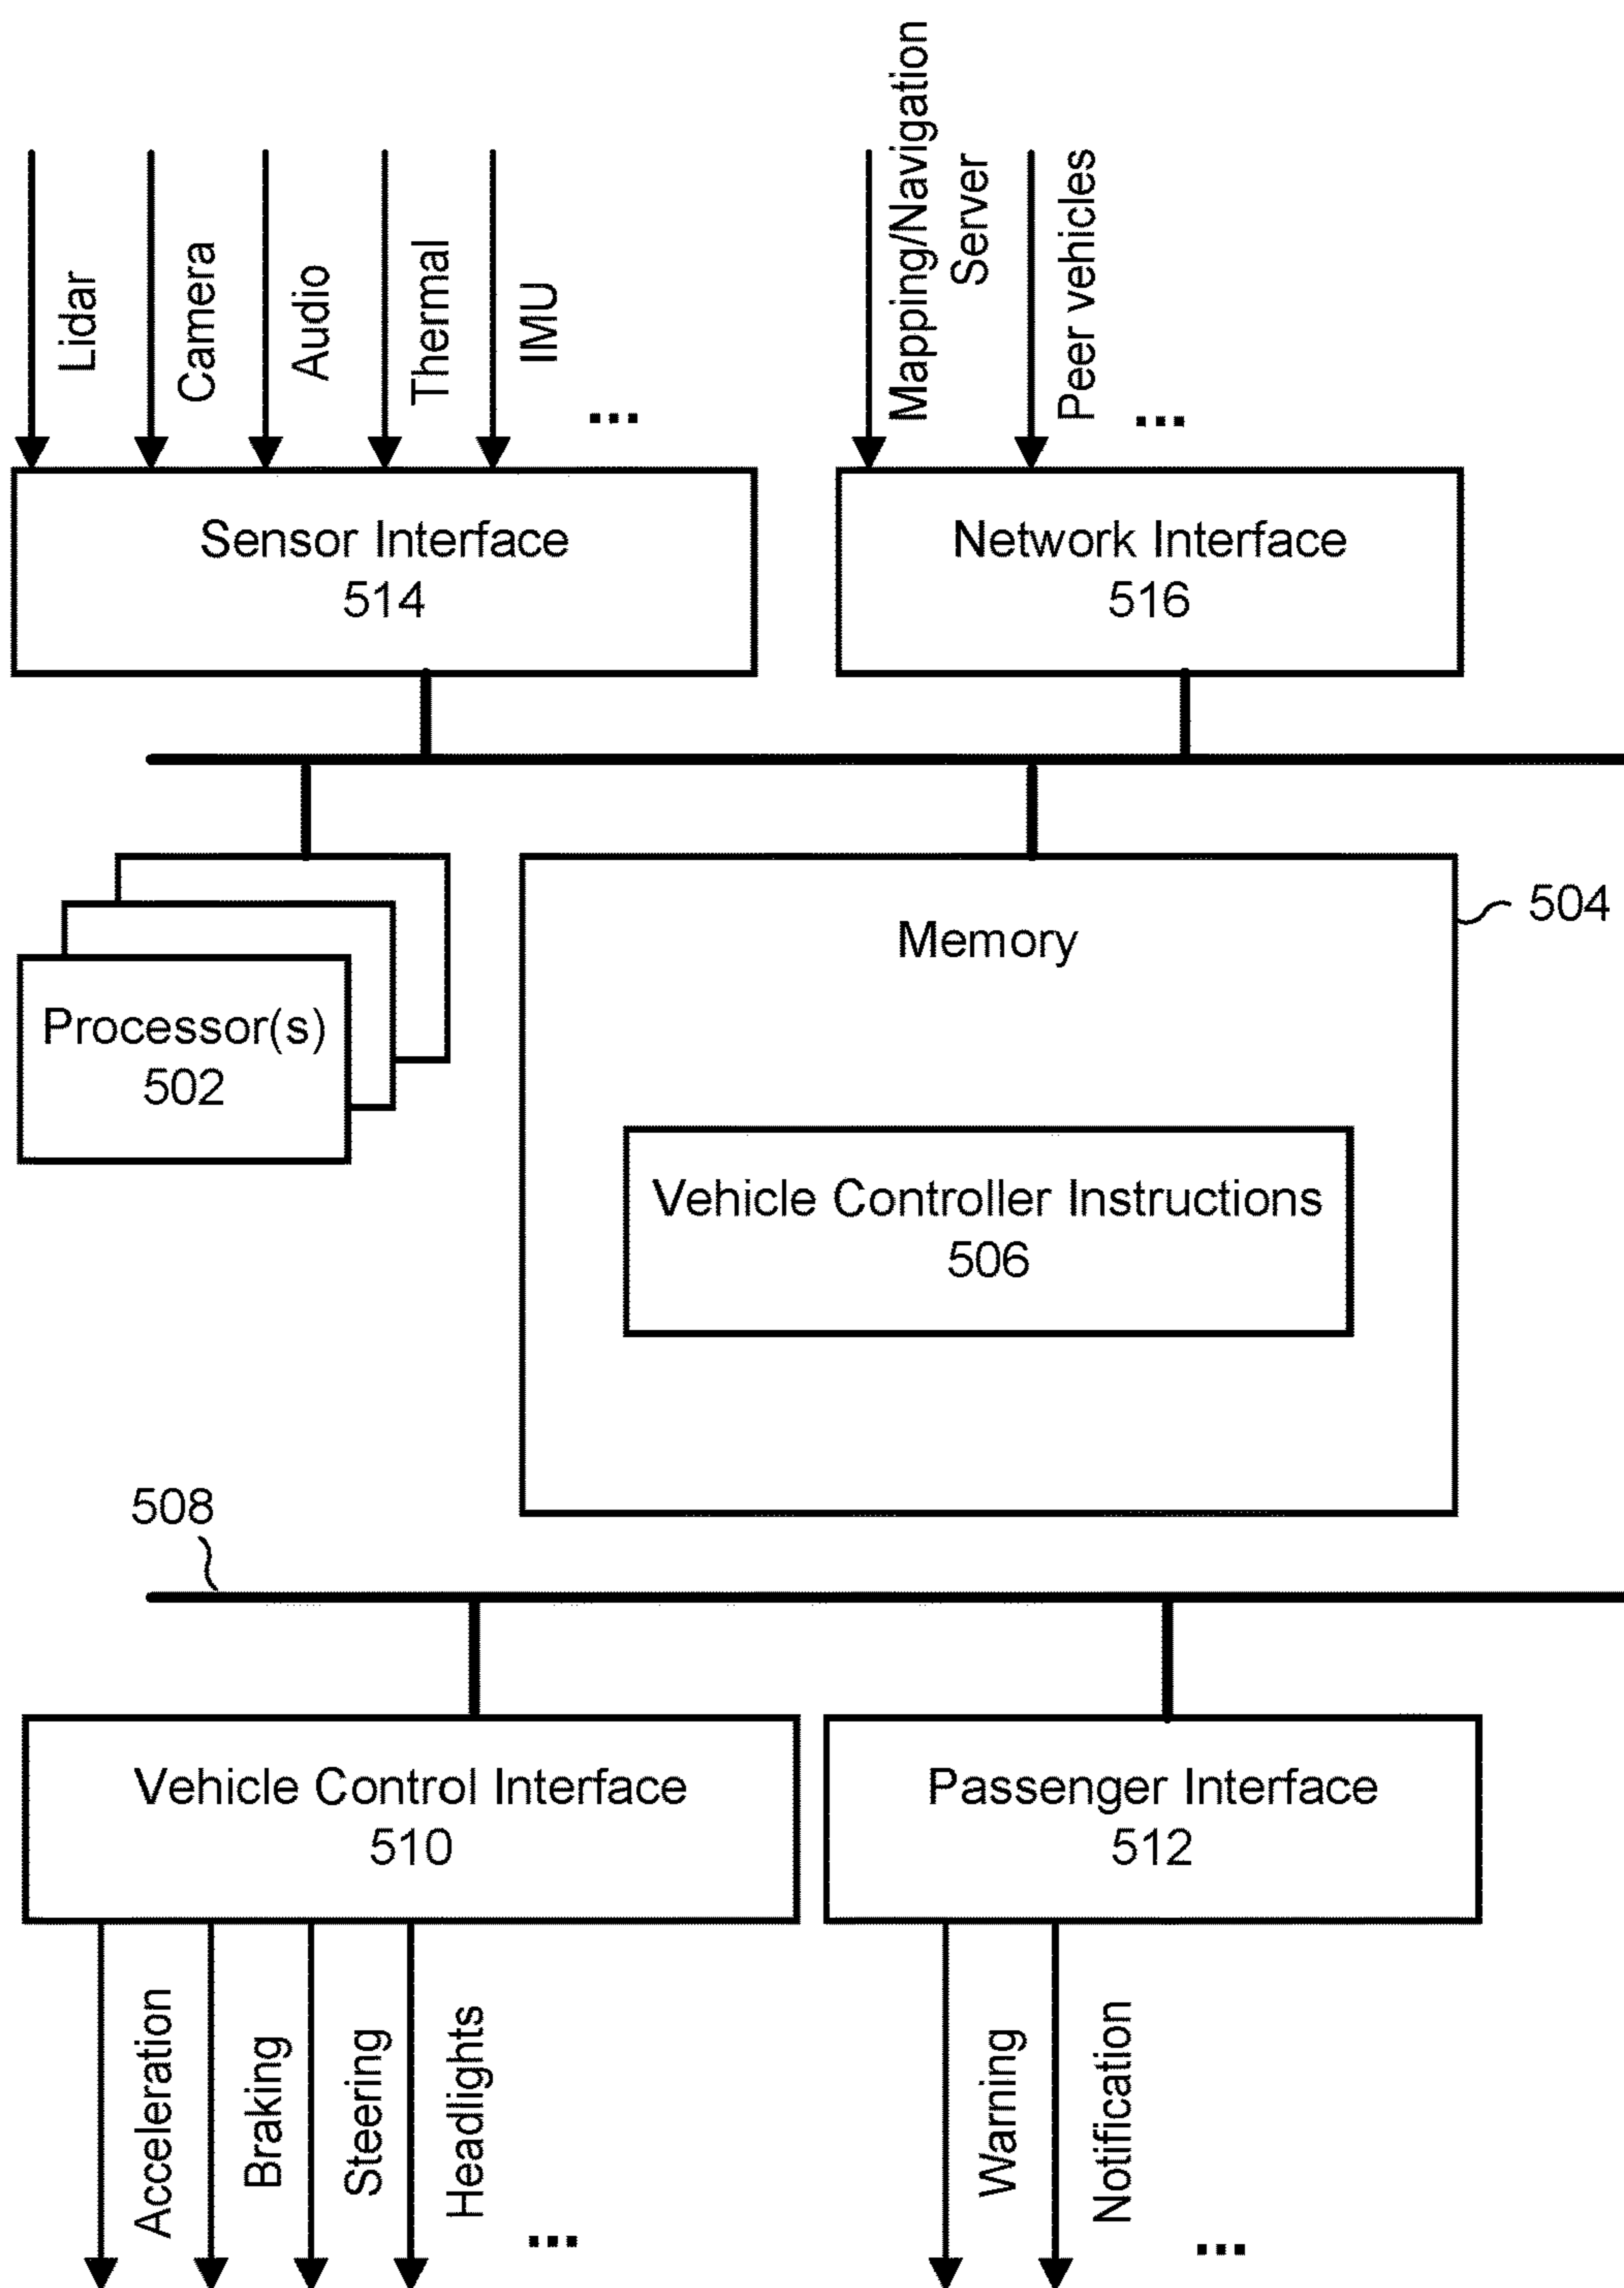 Lidar
Camera
Audio
Thermal
IMU
...
Mapping/Navigation
Server
Peer vehicles
...
Sensor Interface
514
Network Interface
516
Processor(s)
502
Memory
504
Vehicle Controller Instructions
506
508
Vehicle Control Interface
510
Passenger Interface
512
Acceleration
Braking
Steering
Headlights
...
Warning
Notification
...